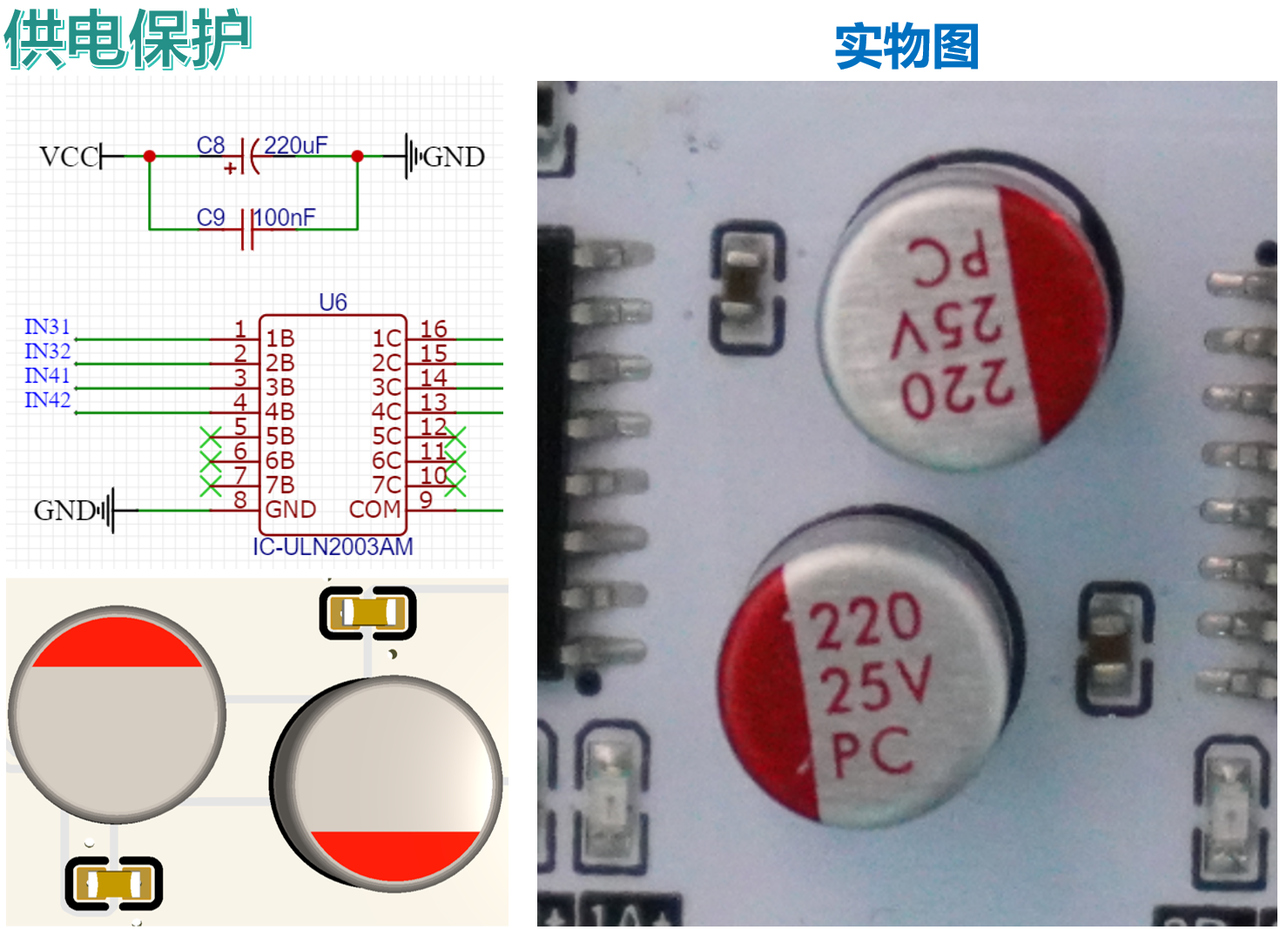 供电保护
实物图
VCC
C8
220uF
+
GND
C9
100nF
U6
IN31
1
1B
1C
16
IN32
2
2B
2C
15
IN41
3
3B
3C
14
IN42
4
4B
4C
13
5
5B
5C
12
6
6B
6C
11
7
7B
7C
10
GND
8
GND
COM
9
IC-ULN2003AM
220
25V
PC
220
25V
PC